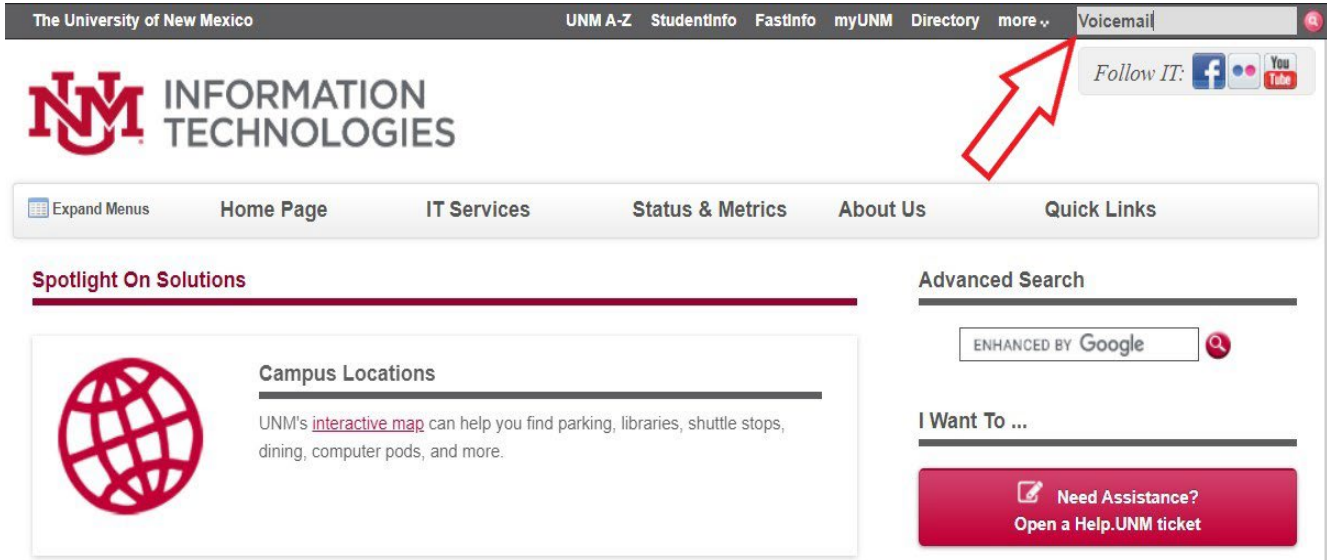 The University of New Mexico UNM A-Z StudentInfo FastInfo myUNM Directory more Voicemail
Follow IT: f You Tube
UNM INFORMATION
TECHNOLOGIES
Expand Menus Home Page IT Services Status & Metrics About Us Quick Links
Spotlight On Solutions
Campus Locations
UNM's interactive map can help you find parking, libraries, shuttle stops,
dining, computer pods, and more.
Advanced Search
ENHANCED BY Google
I Want To ...
Need Assistance?
Open a Help.UNM ticket